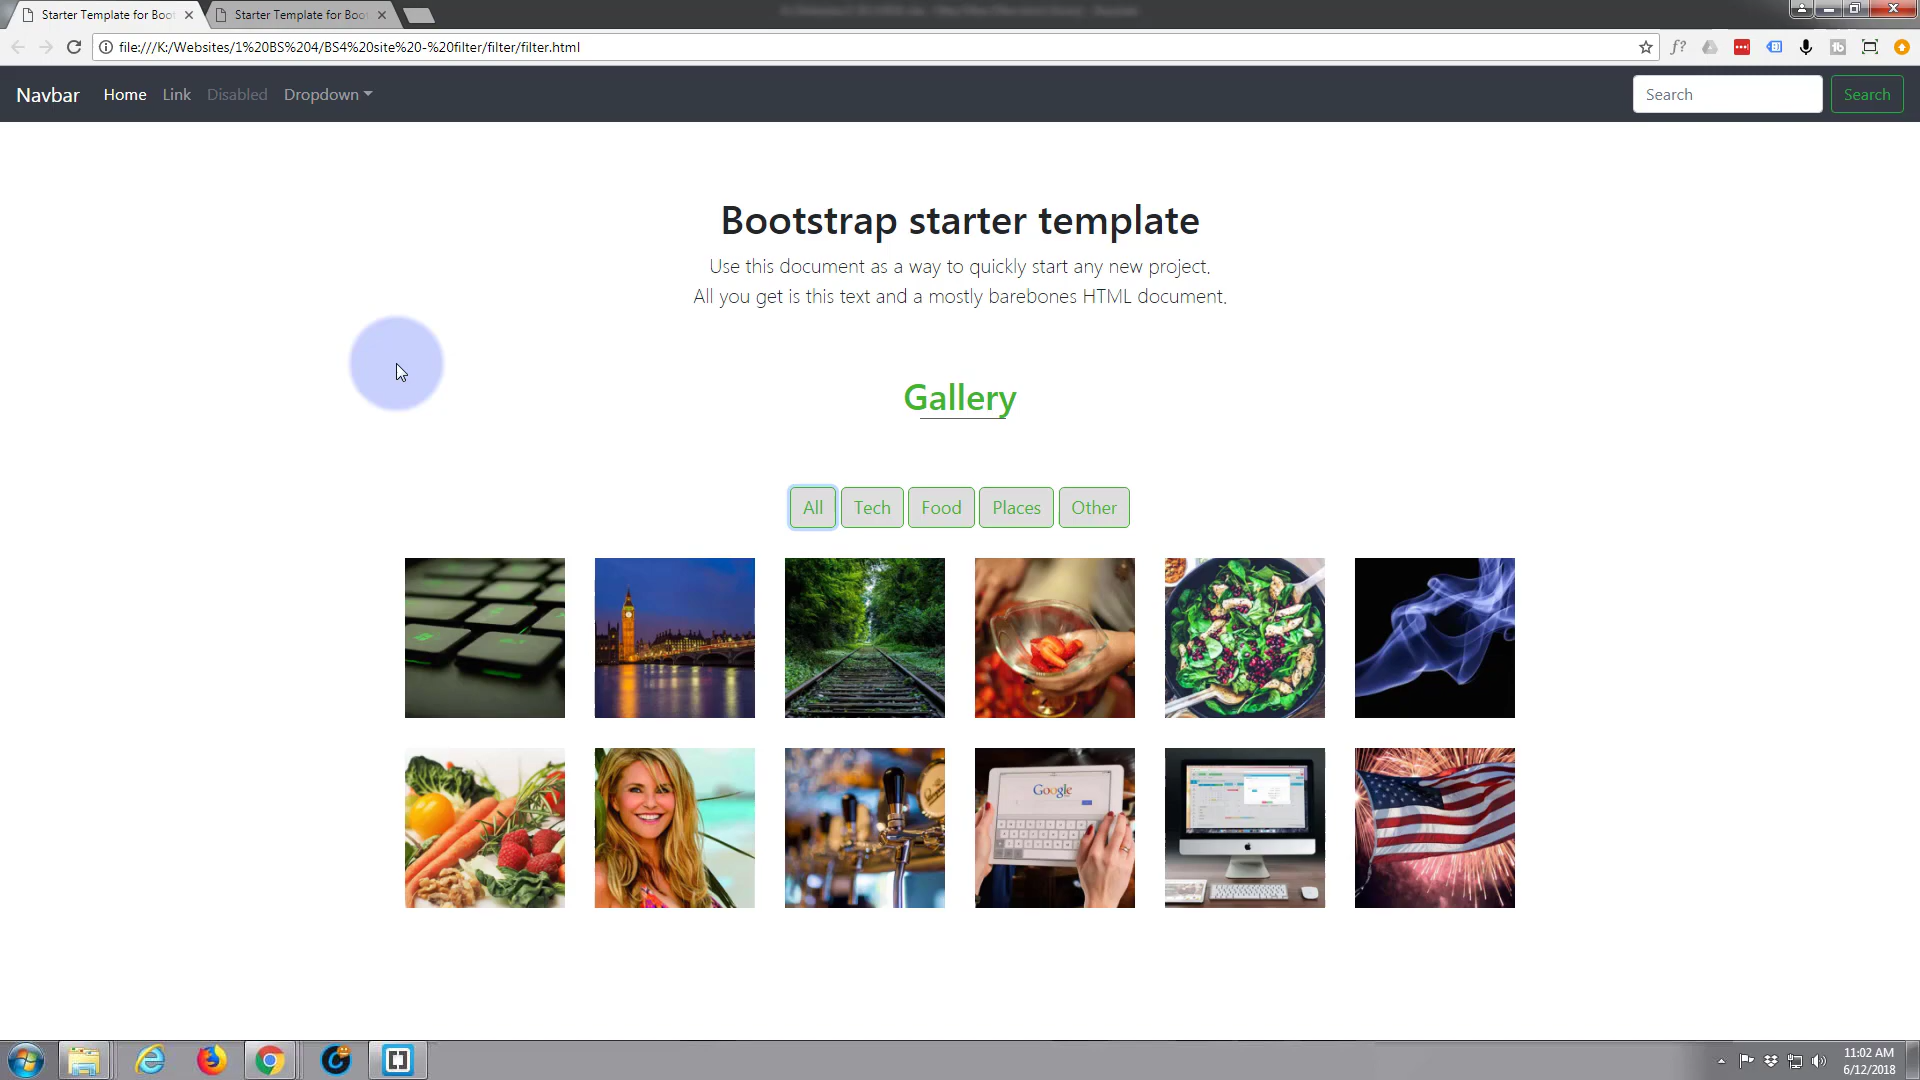 Starter Template for Boot
Starter Template for Boot
file:///K:/Websites/1%20BS%204/BS4%20site%20-%20filter/filter/filter.html
f?
Navbar
Home
Link
Disabled
Dropdown
Search
Search
Bootstrap starter template
Use this document as a way to quickly start any new project.
All you get is this text and a mostly barebones HTML document.
Gallery
All
Tech
Food
Places
Other
Google
11:02 AM
6/12/2018